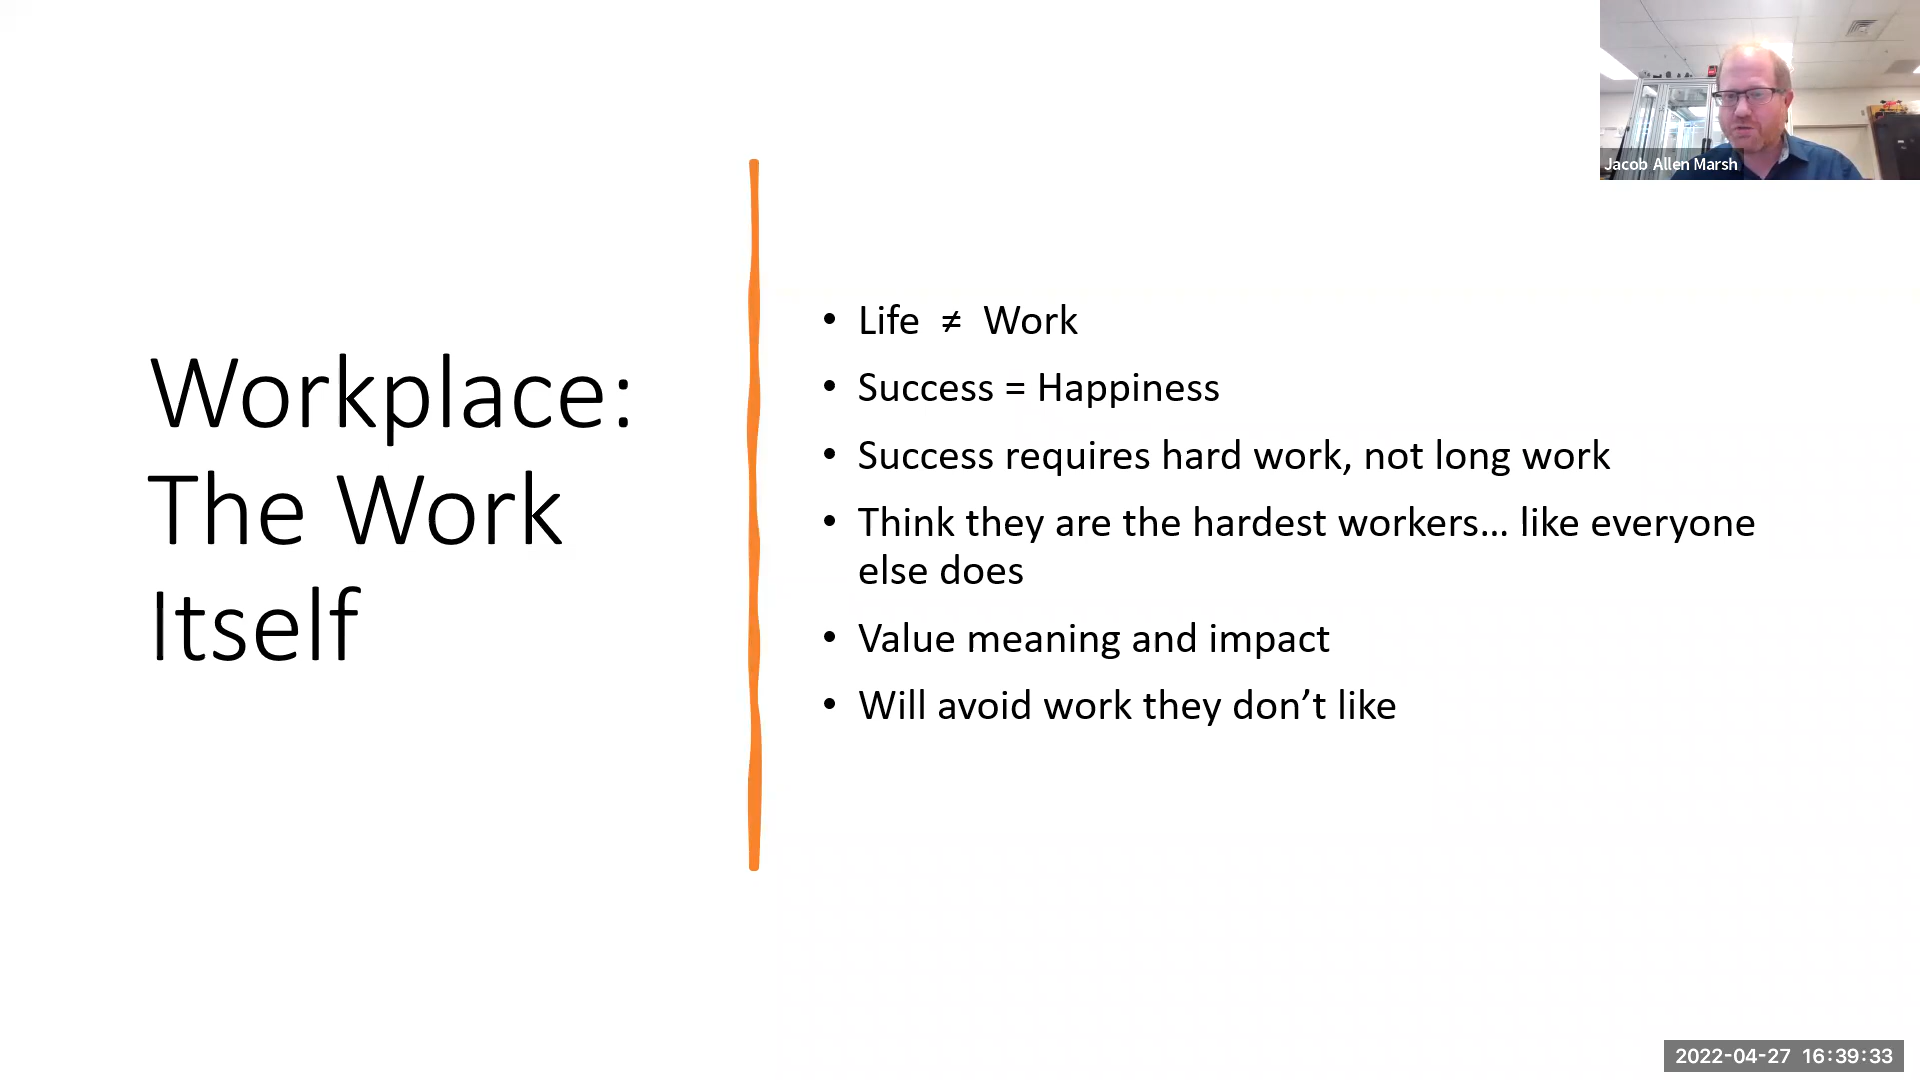 Jacob Allen Marsh
Workplace:
The Work
Itself
• Life ≠ Work
• Success = Happiness
• Success requires hard work, not long work
• Think they are the hardest workers... like everyone
else does
• Value meaning and impact
• Will avoid work they don’t like
2022-04-27 16:39:33